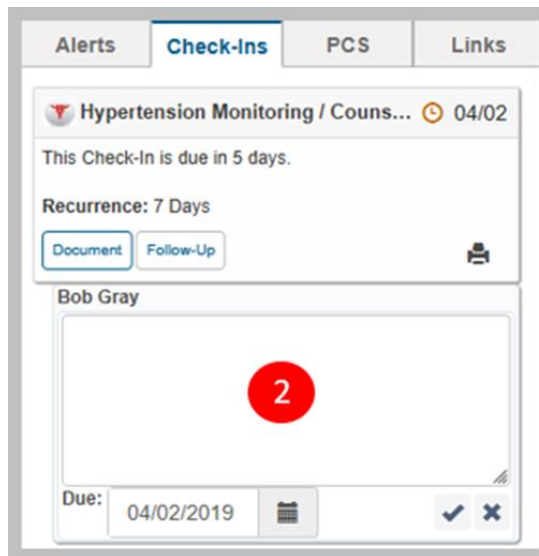 Alerts Check-Ins PCS Links
Hypertension Monitoring / Couns... 04/02
This Check-In is due in 5 days.
Recurrence: 7 Days
Document Follow-Up
Bob Gray
2
Due: 04/02/2019